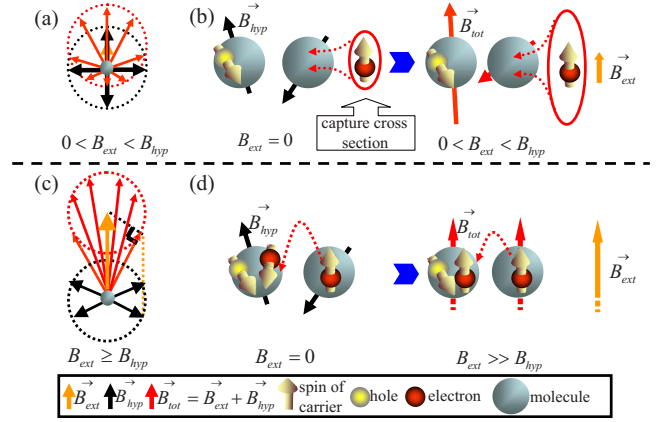 (a)
(b)
B_hyp
B_tot
B_ext
capture cross
section
0 < B_ext < B_hyp
B_ext = 0
0 < B_ext < B_hyp
(c)
(d)
B_hyp
B_tot
B_ext
B_ext ≥ B_hyp
B_ext = 0
B_ext >> B_hyp
B_ext B_hyp B_tot = B_ext + B_hyp spin of carrier hole electron molecule